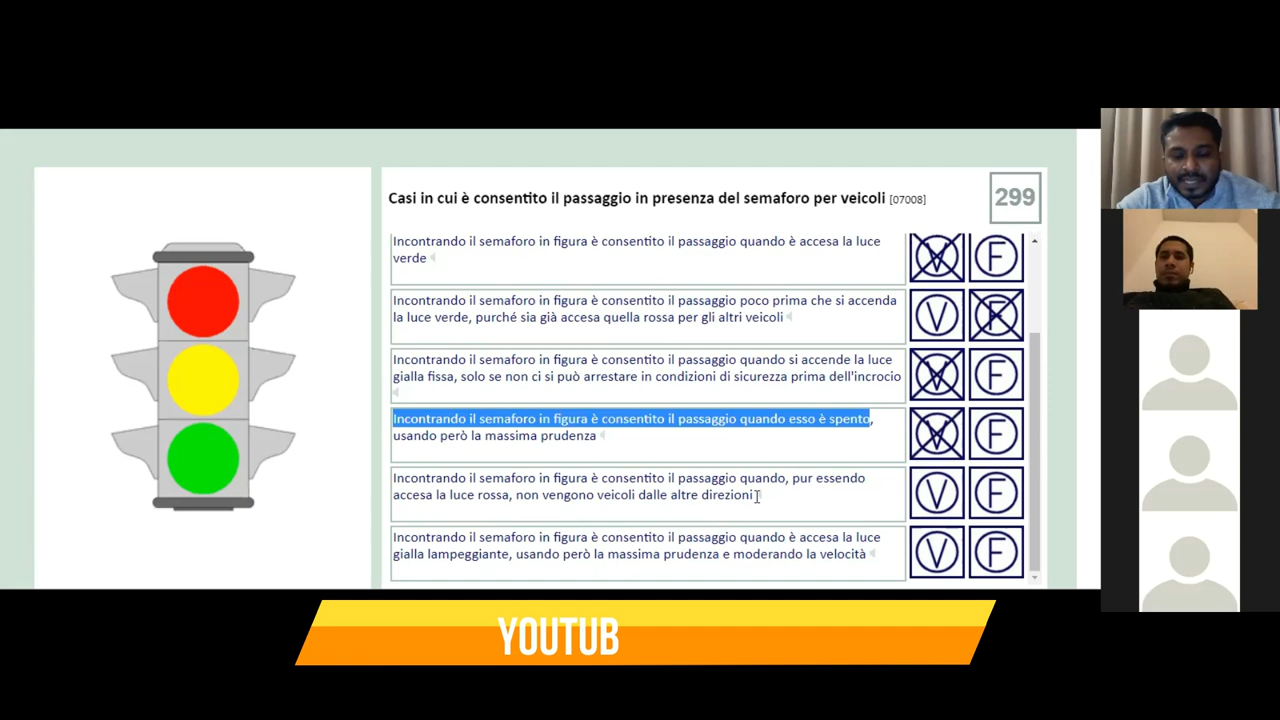 Casi in cui è consentito il passaggio in presenza del semaforo per veicoli [07008]
299
Incontrando il semaforo in figura è consentito il passaggio quando è accesa la luce
verde
V F
Incontrando il semaforo in figura è consentito il passaggio poco prima che si accenda
la luce verde, purché sia già accesa quella rossa per gli altri veicoli
V F
Incontrando il semaforo in figura è consentito il passaggio quando si accende la luce
gialla fissa, solo se non ci si può arrestare in condizioni di sicurezza prima dell'incrocio
V F
Incontrando il semaforo in figura è consentito il passaggio quando esso è spento,
usando però la massima prudenza
V F
Incontrando il semaforo in figura è consentito il passaggio quando, pur essendo
accesa la luce rossa, non vengono veicoli dalle altre direzioni
V F
Incontrando il semaforo in figura è consentito il passaggio quando è accesa la luce
gialla lampeggiante, usando però la massima prudenza e moderando la velocità
V F
YOUTUB